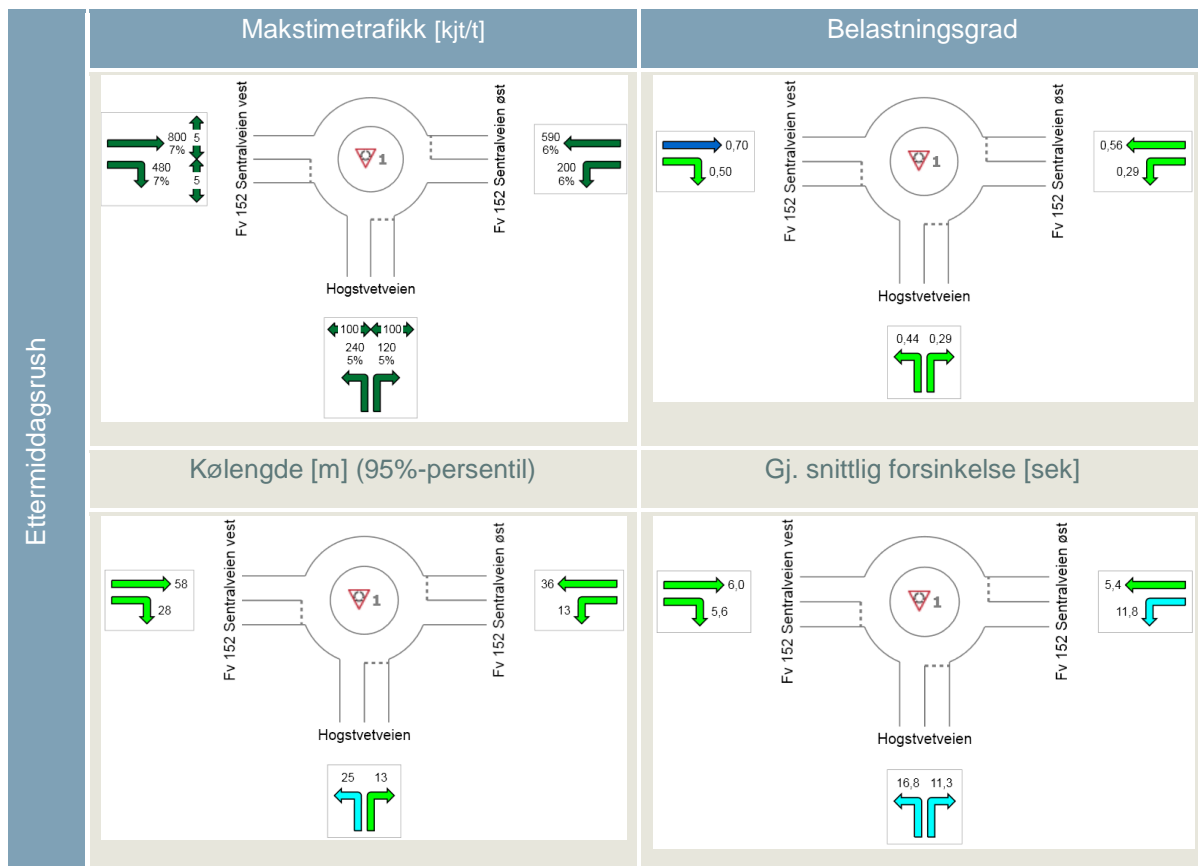 Ettermiddagsrush
Makstimetrafikk [kjt/t]
Belastningsgrad
Fv 152 Sentralveien vest
Fv 152 Sentralveien øst
800
7%
5
480
7%
5
1
590
6%
200
6%
Hogstvetveien
100 100
240 120
5% 5%
Fv 152 Sentralveien vest
Fv 152 Sentralveien øst
0,70
0,50
1
0,56
0,29
Hogstvetveien
0,44 0,29
Kølengde [m] (95%-persentil)
Gj. snittlig forsinkelse [sek]
Fv 152 Sentralveien vest
Fv 152 Sentralveien øst
58
28
1
36
13
Hogstvetveien
25 13
Fv 152 Sentralveien vest
Fv 152 Sentralveien øst
6,0
5,6
1
5,4
11,8
Hogstvetveien
16,8 11,3